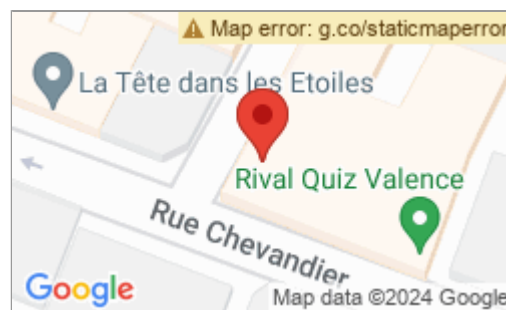 Map error: g.co/staticmaperror
La Tête dans les Etoiles
Rival Quiz Valence
Rue Chevandier
Google
Map data ©2024 Google